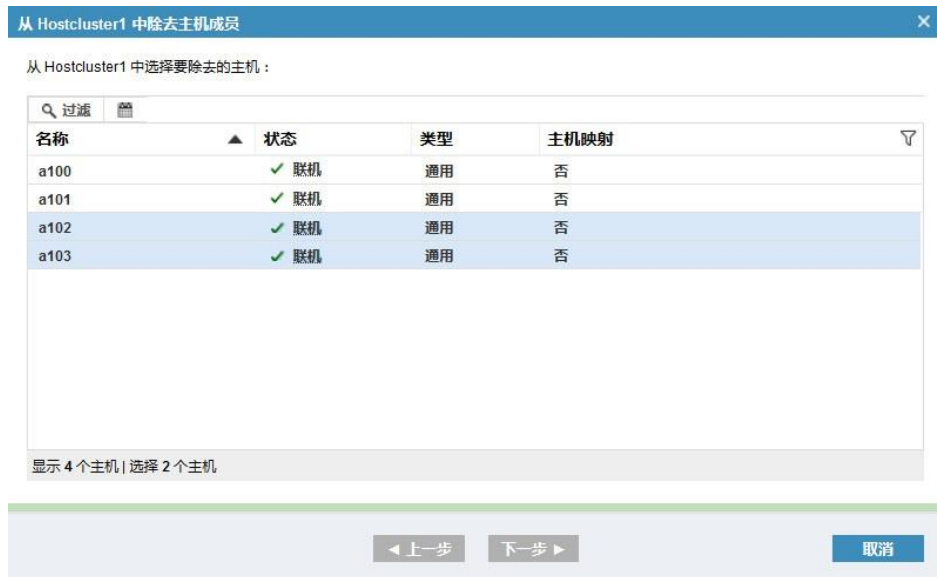 从 Hostcluster1 中除去主机成员
从 Hostcluster1 中选择要除去的主机：
过滤
名称 状态 类型 主机映射
a100 联机 通用 否
a101 联机 通用 否
a102 联机 通用 否
a103 联机 通用 否
显示 4 个主机 | 选择 2 个主机
上一步 下一步 取消